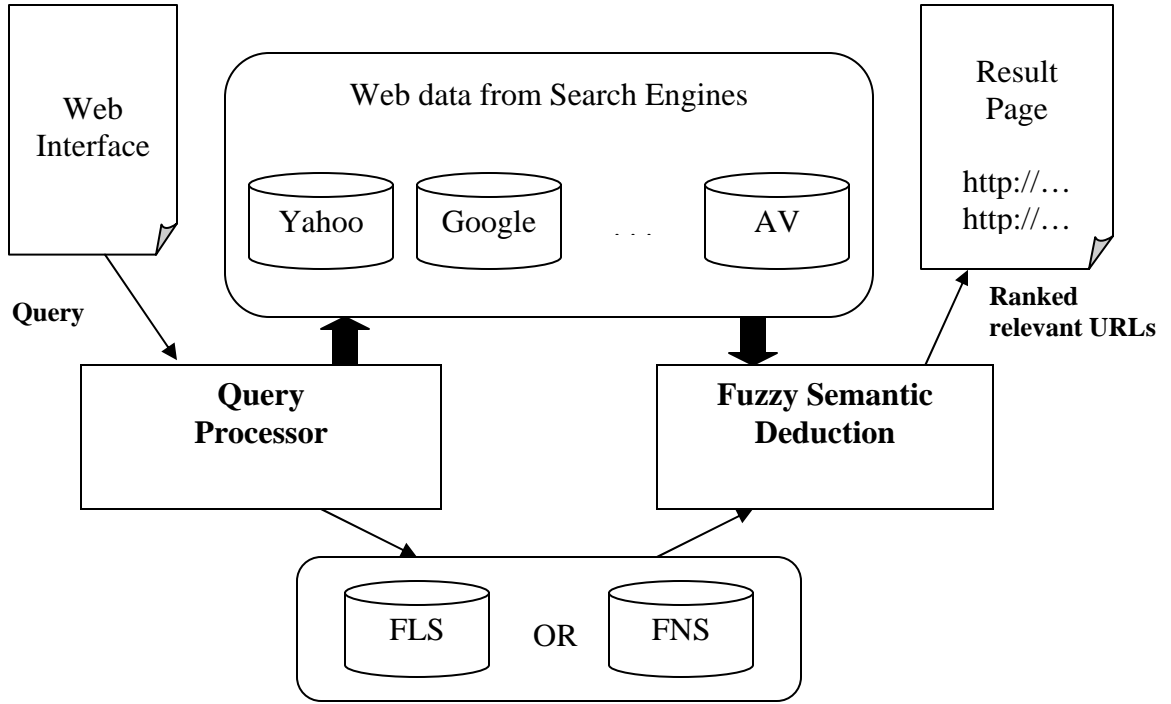 Web
Interface
Web data from Search Engines
Yahoo
Google
. . .
AV
Result
Page
http://…
http://…
Query
Ranked
relevant URLs
Query
Processor
Fuzzy Semantic
Deduction
FLS
OR
FNS